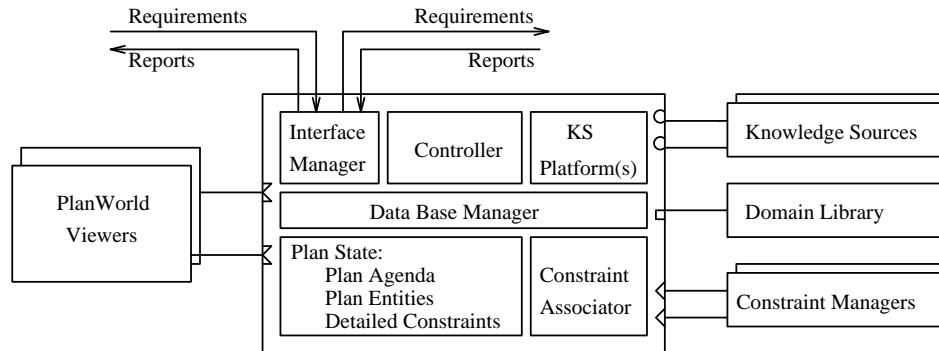 Requirements
Reports
Requirements
Reports
Interface
Manager
Controller
KS
Platform(s)
Knowledge Sources
PlanWorld
Viewers
Data Base Manager
Domain Library
Plan State:
Plan Agenda
Plan Entities
Detailed Constraints
Constraint
Associator
Constraint Managers